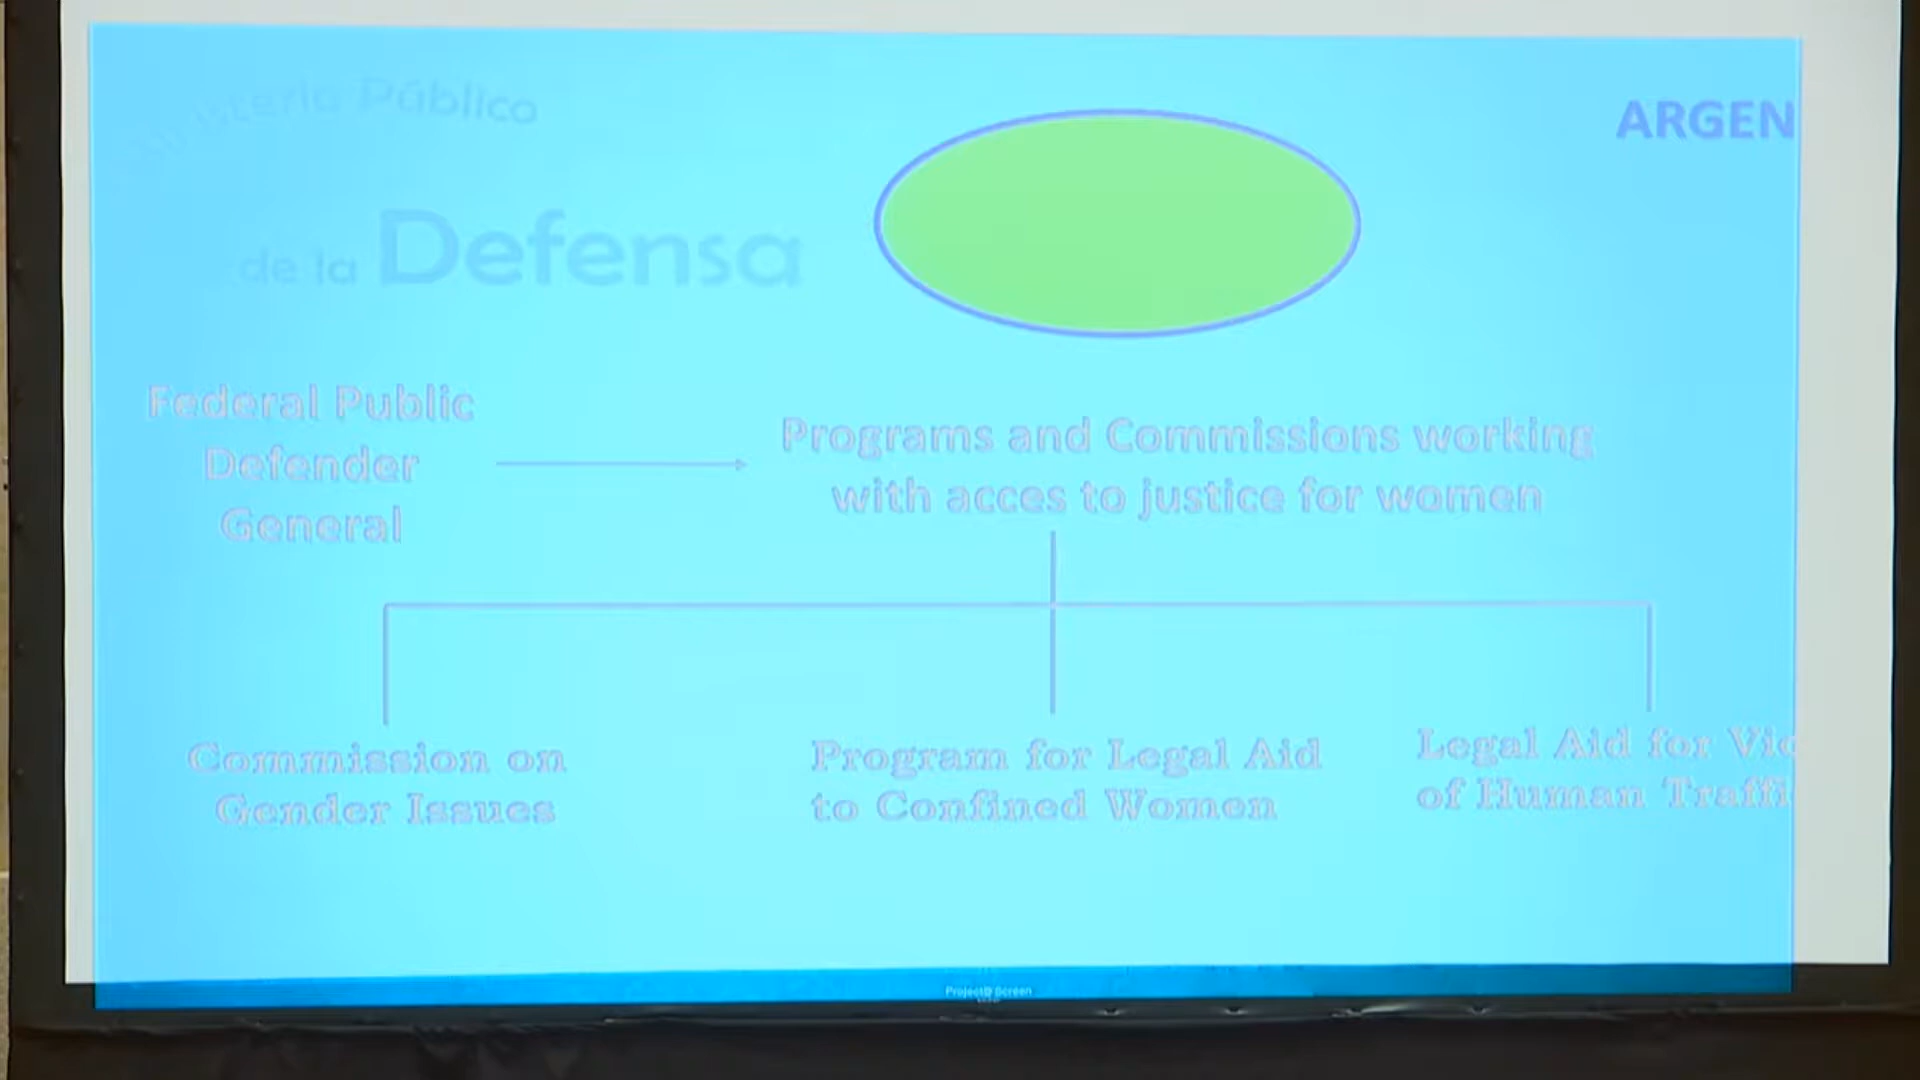 Ministerio Público
de la Defensa
ARGEN
Federal Public
Defender
General
Programs and Commissions working
with acces to justice for women
Commission on
Gender Issues
Program for Legal Aid
to Confined Women
Legal Aid for Vic
of Human Traffi